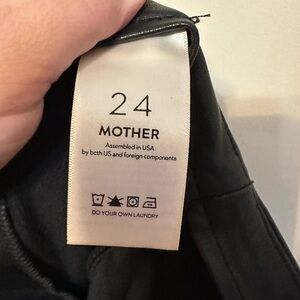 24
MOTHER
Assembled in USA
by both US and foreign components
DO YOUR OWN LAUNDRY